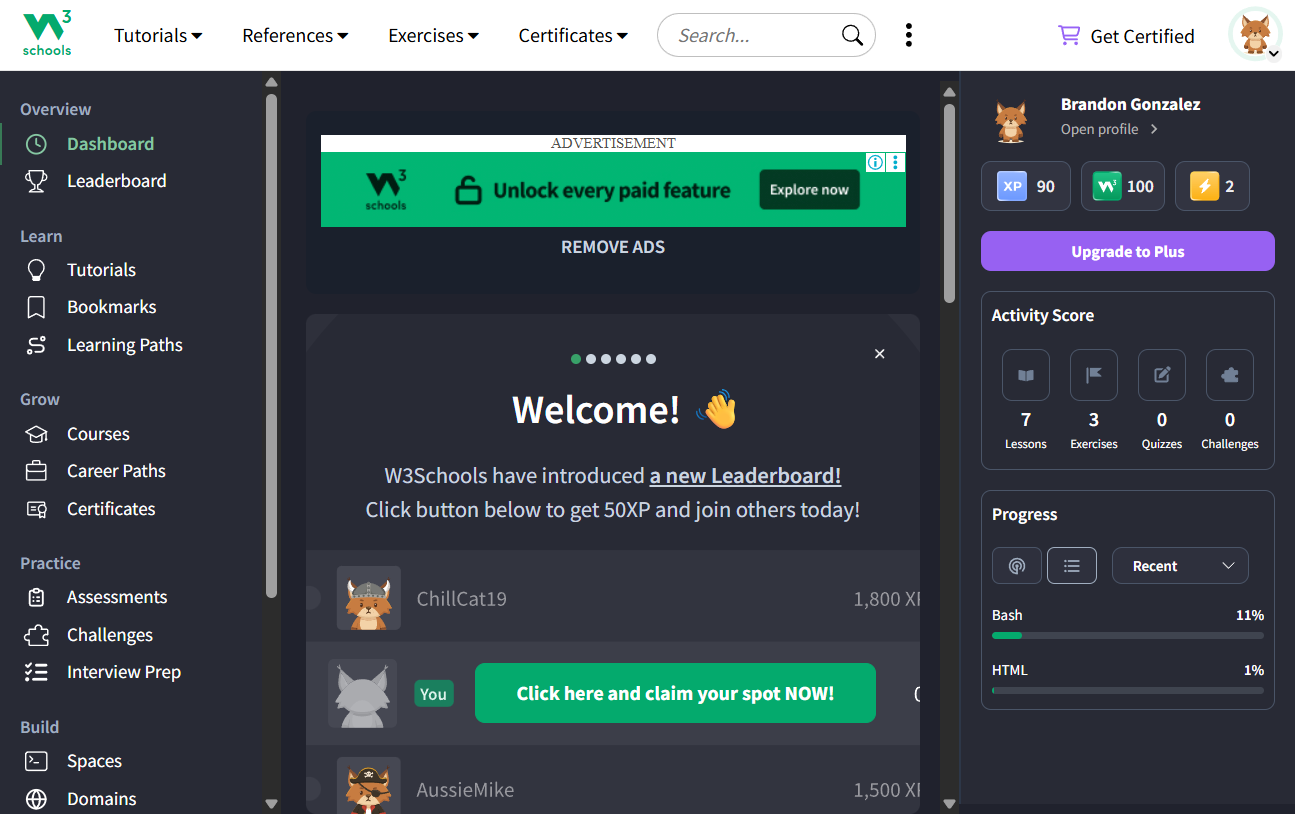 W3 schools
Tutorials
References
Exercises
Certificates
Search...
Get Certified
Overview
Dashboard
Leaderboard
Learn
Tutorials
Bookmarks
Learning Paths
Grow
Courses
Career Paths
Certificates
Practice
Assessments
Challenges
Interview Prep
Build
Spaces
Domains
ADVERTISEMENT
W3 schools
Unlock every paid feature
Explore now
REMOVE ADS
Welcome!
W3Schools have introduced a new Leaderboard!
Click button below to get 50XP and join others today!
ChillCat19 1,800 XP
You Click here and claim your spot NOW!
AussieMike 1,500 XP
Brandon Gonzalez
Open profile
XP 90 W3 100 2
Upgrade to Plus
Activity Score
7 3 0 0
Lessons Exercises Quizzes Challenges
Progress
Recent
Bash 11%
HTML 1%